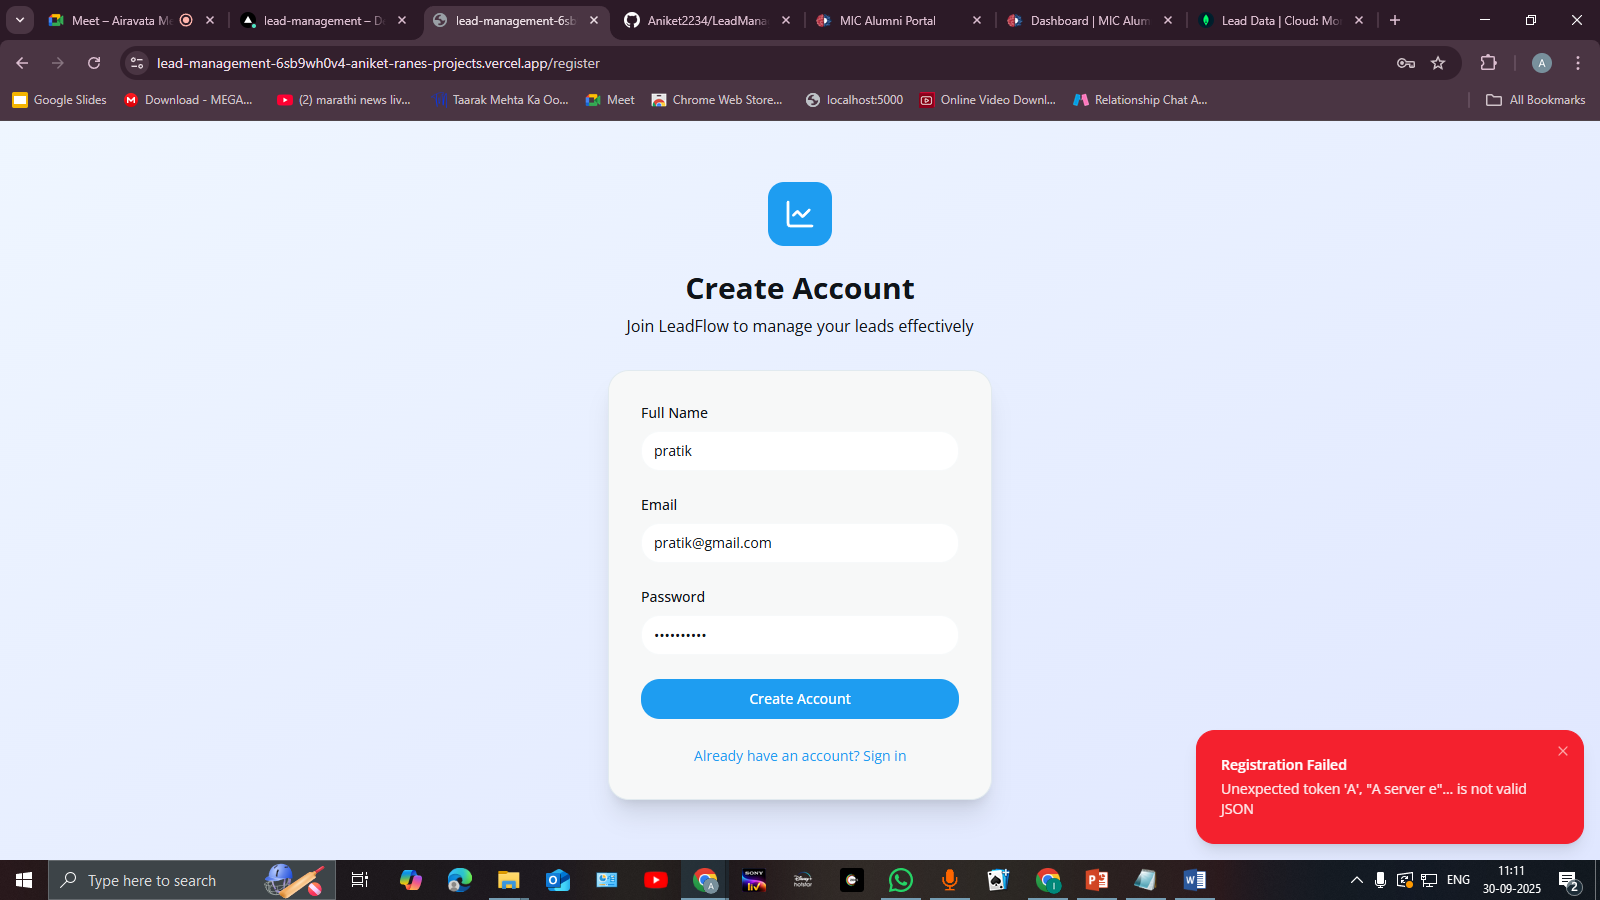 Meet – Airavata Me
lead-management – De
lead-management-6sb
Aniket2234/LeadMana
MIC Alumni Portal
Dashboard | MIC Alum
Lead Data | Cloud: Mo
lead-management-6sb9wh0v4-aniket-ranes-projects.vercel.app/register
A
Google Slides
Download - MEGA...
(2) marathi news liv...
Taarak Mehta Ka Oo...
Meet
Chrome Web Store...
localhost:5000
Online Video Downl...
Relationship Chat A...
All Bookmarks
Create Account
Join LeadFlow to manage your leads effectively
Full Name
pratik
Email
pratik@gmail.com
Password
••••••••••
Create Account
Already have an account? Sign in
Registration Failed
Unexpected token 'A', "A server e"... is not valid
JSON
Type here to search
SONY
liv
ENG
11:11
30-09-2025
2